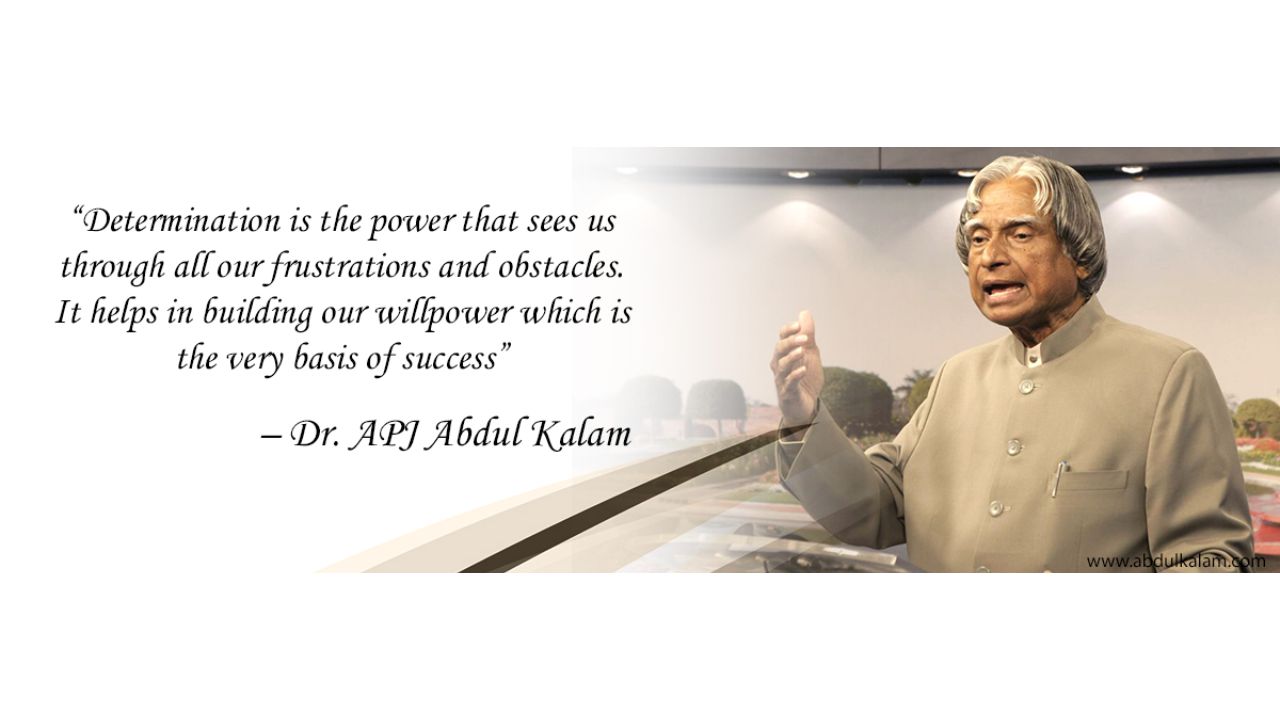 “Determination is the power that sees us
through all our frustrations and obstacles.
It helps in building our willpower which is
the very basis of success”
– Dr. APJ Abdul Kalam
www.abdulkalam.com